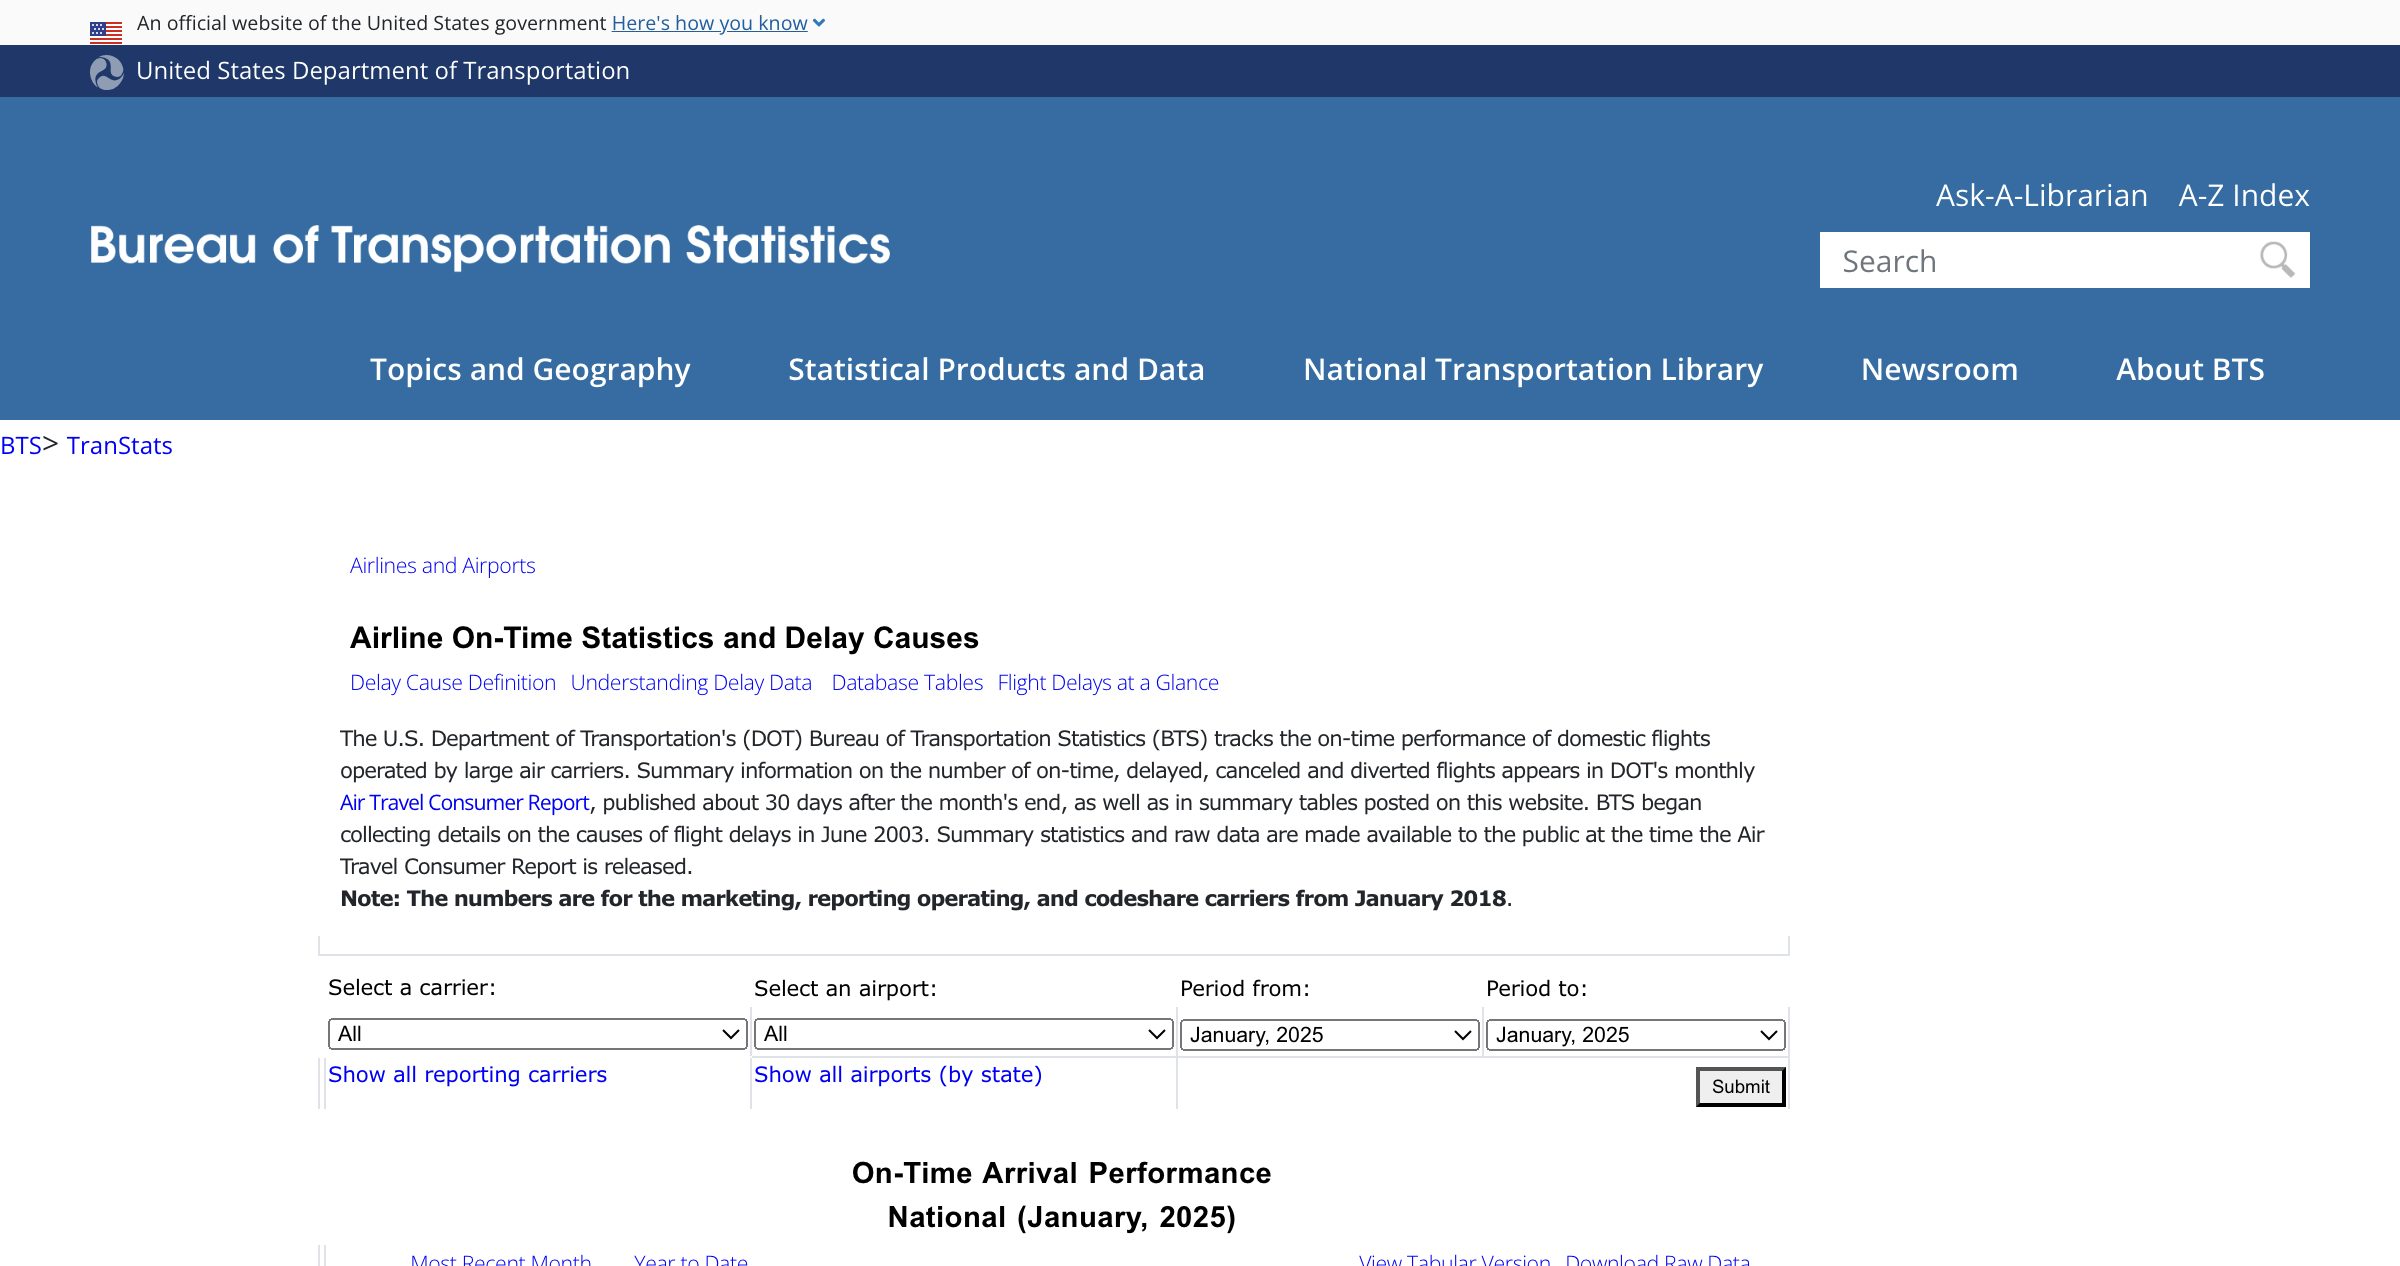 An official website of the United States government Here's how you know
United States Department of Transportation
Ask-A-Librarian A-Z Index
Bureau of Transportation Statistics
Search
Topics and Geography Statistical Products and Data National Transportation Library Newsroom About BTS
BTS> TranStats
Airlines and Airports
Airline On-Time Statistics and Delay Causes
Delay Cause Definition Understanding Delay Data Database Tables Flight Delays at a Glance
The U.S. Department of Transportation's (DOT) Bureau of Transportation Statistics (BTS) tracks the on-time performance of domestic flights
operated by large air carriers. Summary information on the number of on-time, delayed, canceled and diverted flights appears in DOT's monthly
Air Travel Consumer Report, published about 30 days after the month's end, as well as in summary tables posted on this website. BTS began
collecting details on the causes of flight delays in June 2003. Summary statistics and raw data are made available to the public at the time the Air
Travel Consumer Report is released.
Note: The numbers are for the marketing, reporting operating, and codeshare carriers from January 2018.
Select a carrier: Select an airport: Period from: Period to:
All All January, 2025 January, 2025
Show all reporting carriers Show all airports (by state)
Submit
On-Time Arrival Performance
National (January, 2025)
Most Recent Month Year to Date View Tabular Version Download Raw Data